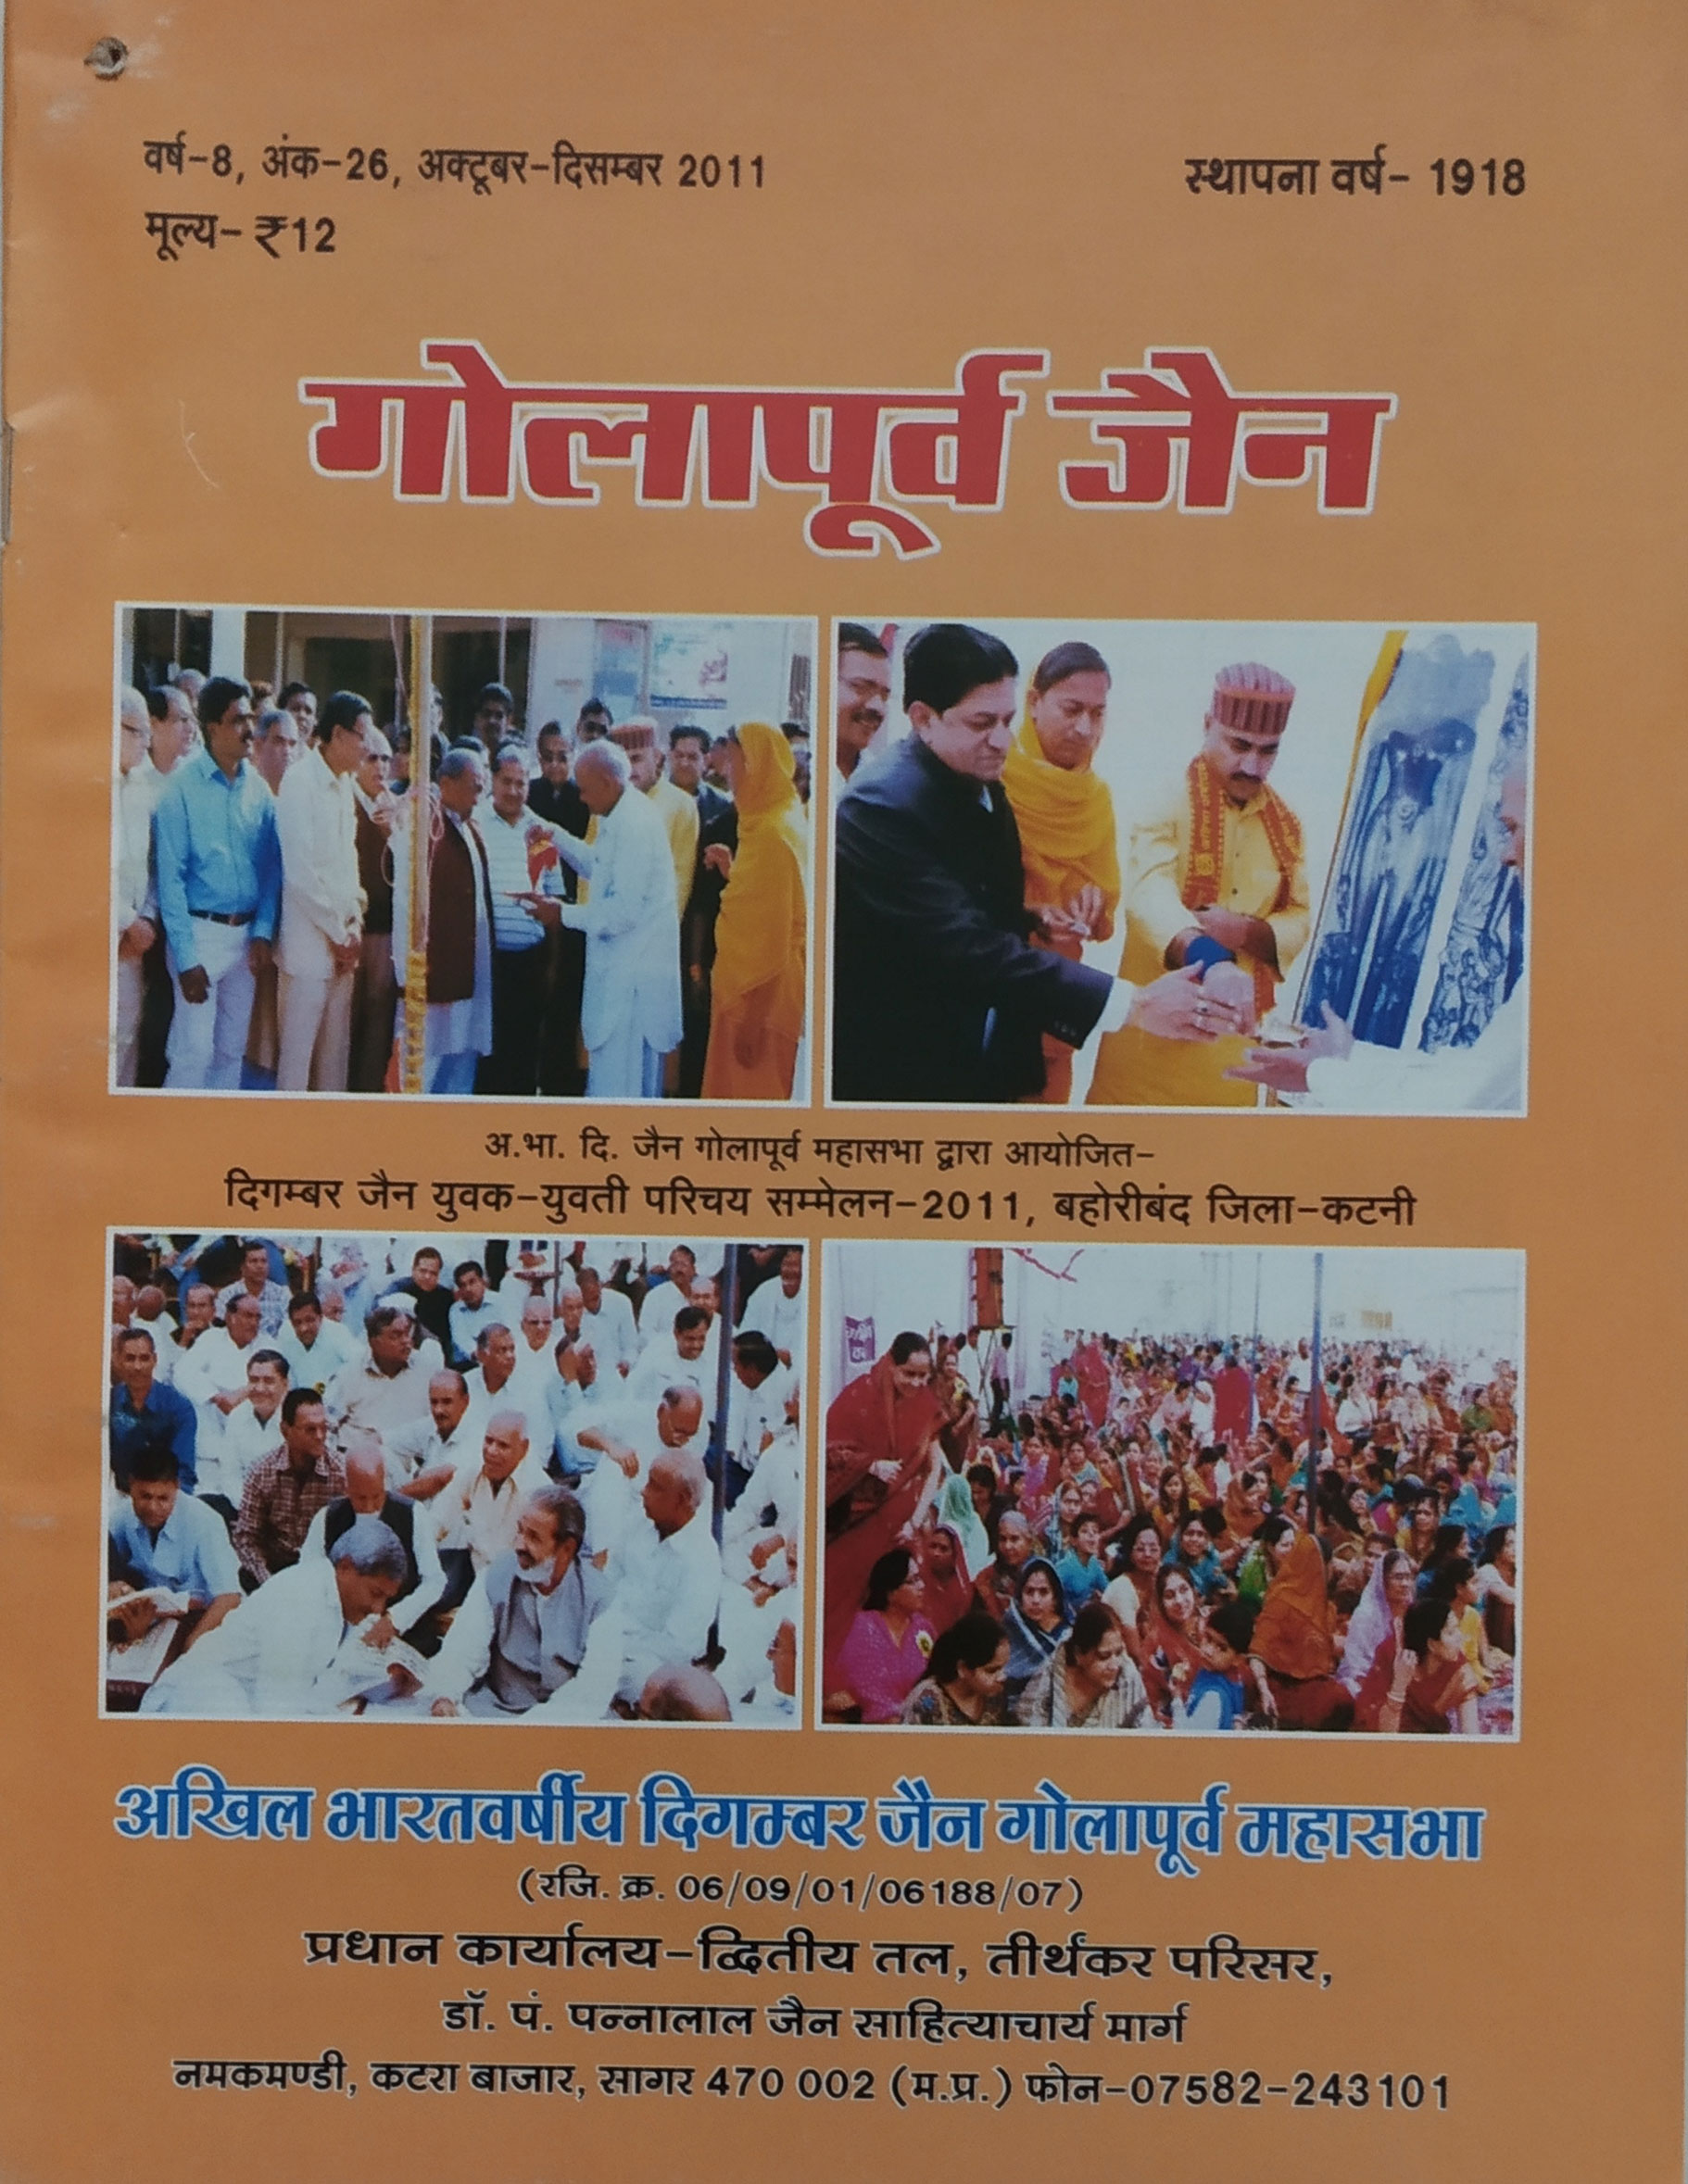 वर्ष-8, अंक-26, अक्टूबर-दिसम्बर 2011
स्थापना वर्ष- 1918
मूल्य- ₹12
गोलापूर्व जैन
अ.भा. दि. जैन गोलापूर्व महासभा द्वारा आयोजित-
दिगम्बर जैन युवक-युवती परिचय सम्मेलन-2011, बहोरीबंद जिला-कटनी
अखिल भारतवर्षीय दिगम्बर जैन गोलापूर्व महासभा
(रजि. क्र. 06/09/01/06188/07)
प्रधान कार्यालय-द्वितीय तल, तीर्थंकर परिसर,
डॉ. पं. पन्नालाल जैन साहित्याचार्य मार्ग
नमकमण्डी, कटरा बाजार, सागर 470 002 (म.प्र.) फोन-07582-243101